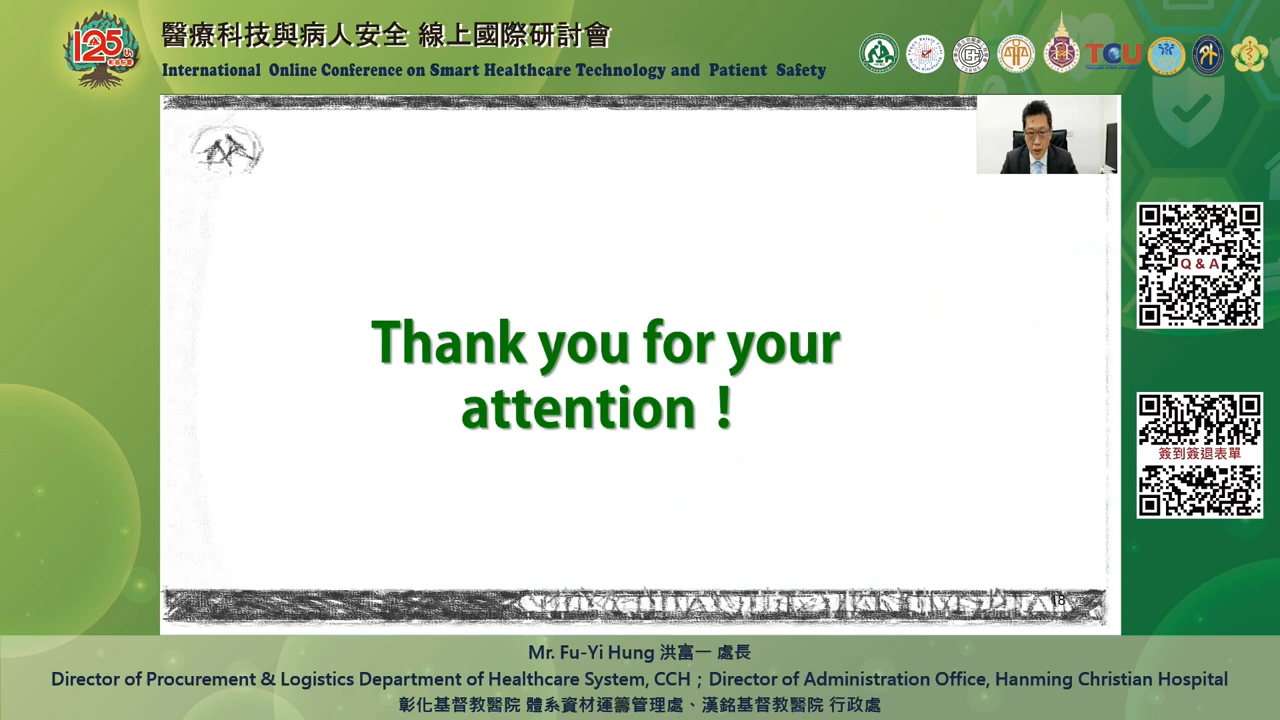 125
醫療科技與病人安全 線上國際研討會
International Online Conference on Smart Healthcare Technology and Patient Safety
TCU
Thank you for your
attention！
Q & A
簽到簽退表單
18
Mr. Fu-Yi Hung 洪富一 處長
Director of Procurement & Logistics Department of Healthcare System, CCH；Director of Administration Office, Hanming Christian Hospital
彰化基督教醫院 體系資材運籌管理處、漢銘基督教醫院 行政處